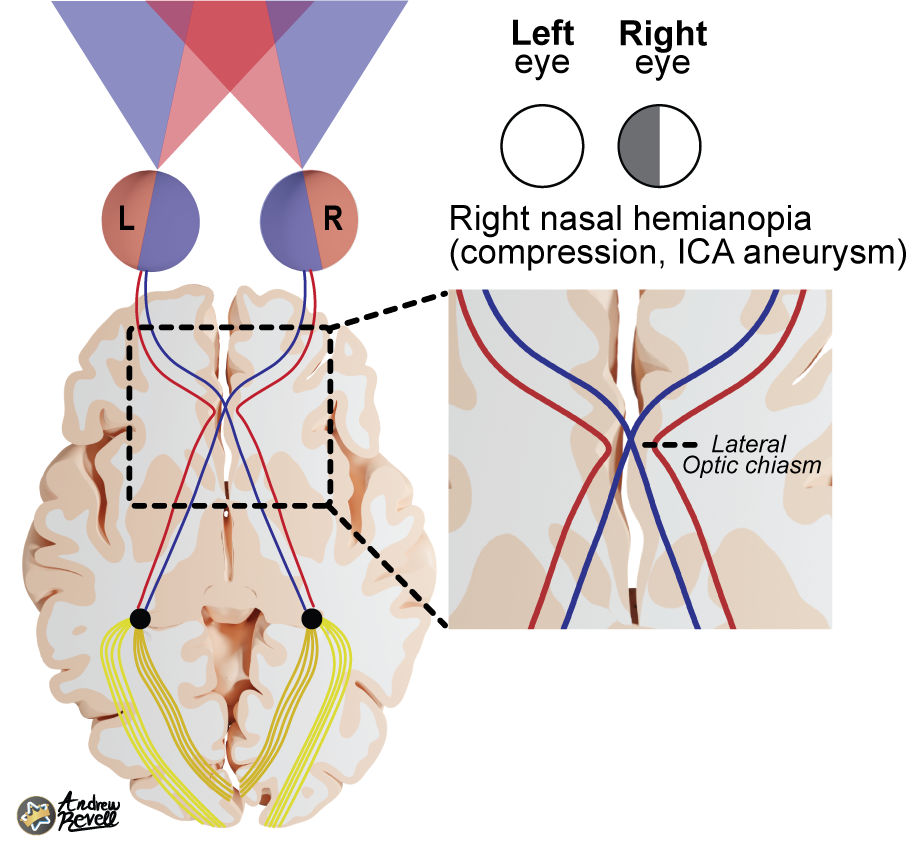 Left Right
eye eye
L R
Right nasal hemianopia
(compression, ICA aneurysm)
Lateral
Optic chiasm
Andrew
Revell